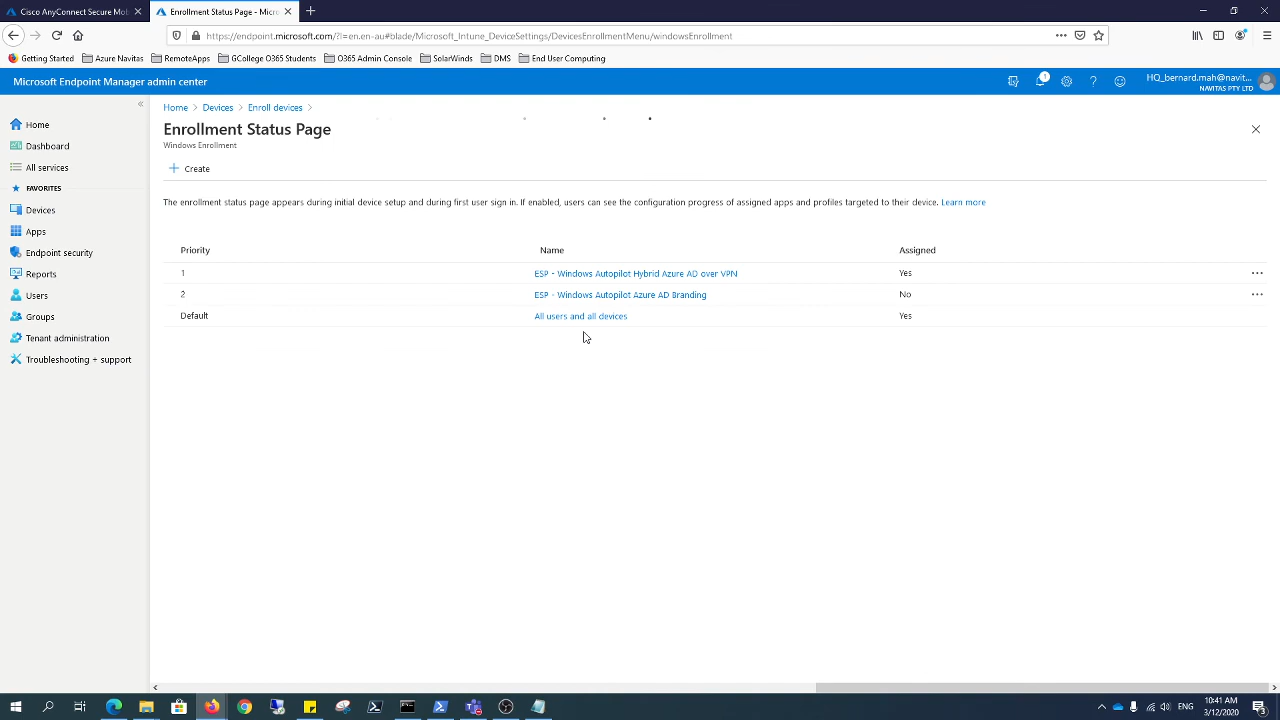 Cisco AnyConnect Secure Mob
Enrollment Status Page - Micro
https://endpoint.microsoft.com/?l=en.en-au#blade/Microsoft_Intune_DeviceSettings/DevicesEnrollmentMenu/windowsEnrollment
Getting Started
Azure Navitas
RemoteApps
GCollege O365 Students
O365 Admin Console
SolarWinds
DMS
End User Computing
Microsoft Endpoint Manager admin center
1
HQ_bernard.mah@navit...
NAVITAS PTY LTD
Home
Dashboard
All services
FAVORITES
Devices
Apps
Endpoint security
Reports
Users
Groups
Tenant administration
Troubleshooting + support
Home > Devices > Enroll devices >
Enrollment Status Page
Windows Enrollment
Create
The enrollment status page appears during initial device setup and during first user sign in. If enabled, users can see the configuration progress of assigned apps and profiles targeted to their device. Learn more
Priority Name Assigned
1 ESP - Windows Autopilot Hybrid Azure AD over VPN Yes
2 ESP - Windows Autopilot Azure AD Branding No
Default All users and all devices Yes
ENG
10:41 AM
3/12/2020
3